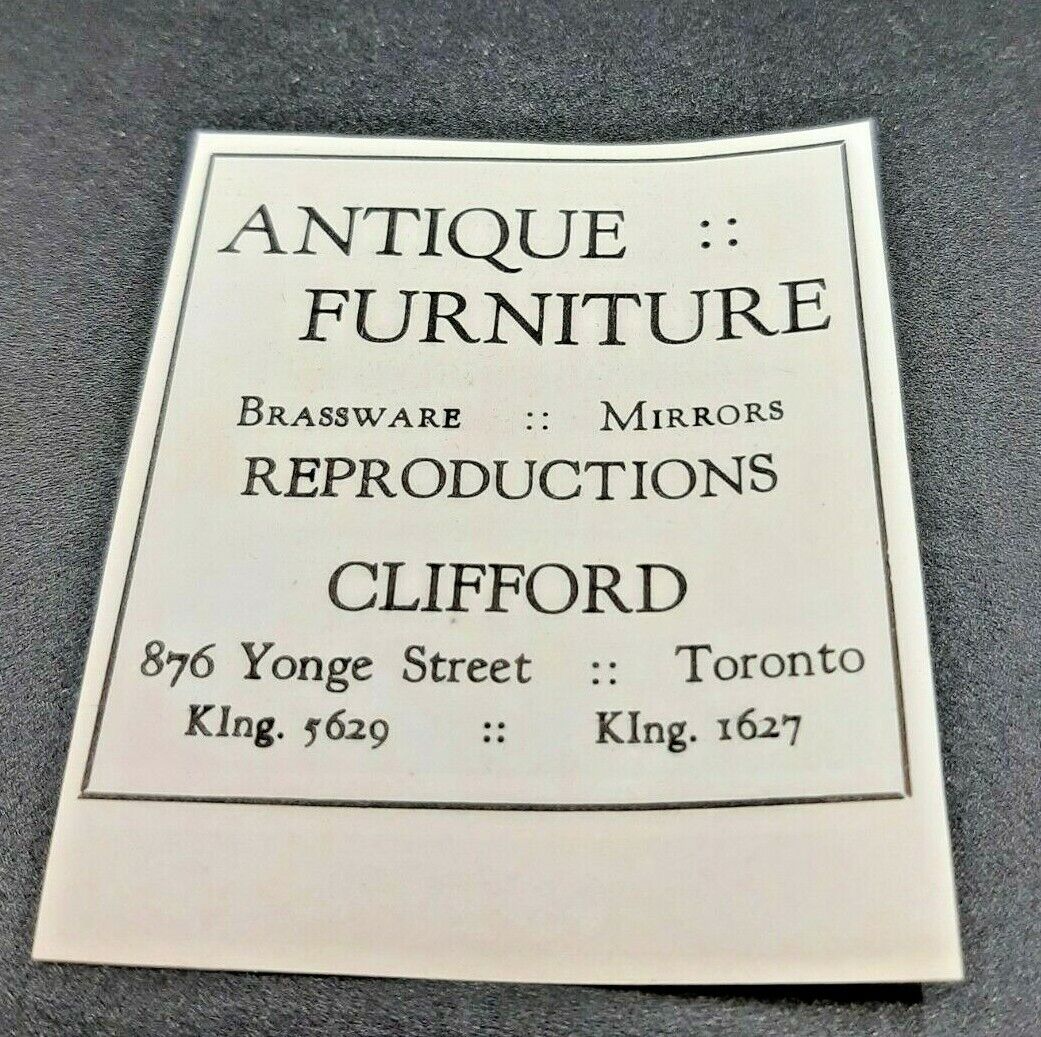 ANTIQUE ::
FURNITURE
BRASSWARE :: MIRRORS
REPRODUCTIONS
CLIFFORD
876 Yonge Street :: Toronto
KIng. 5629 :: KIng. 1627